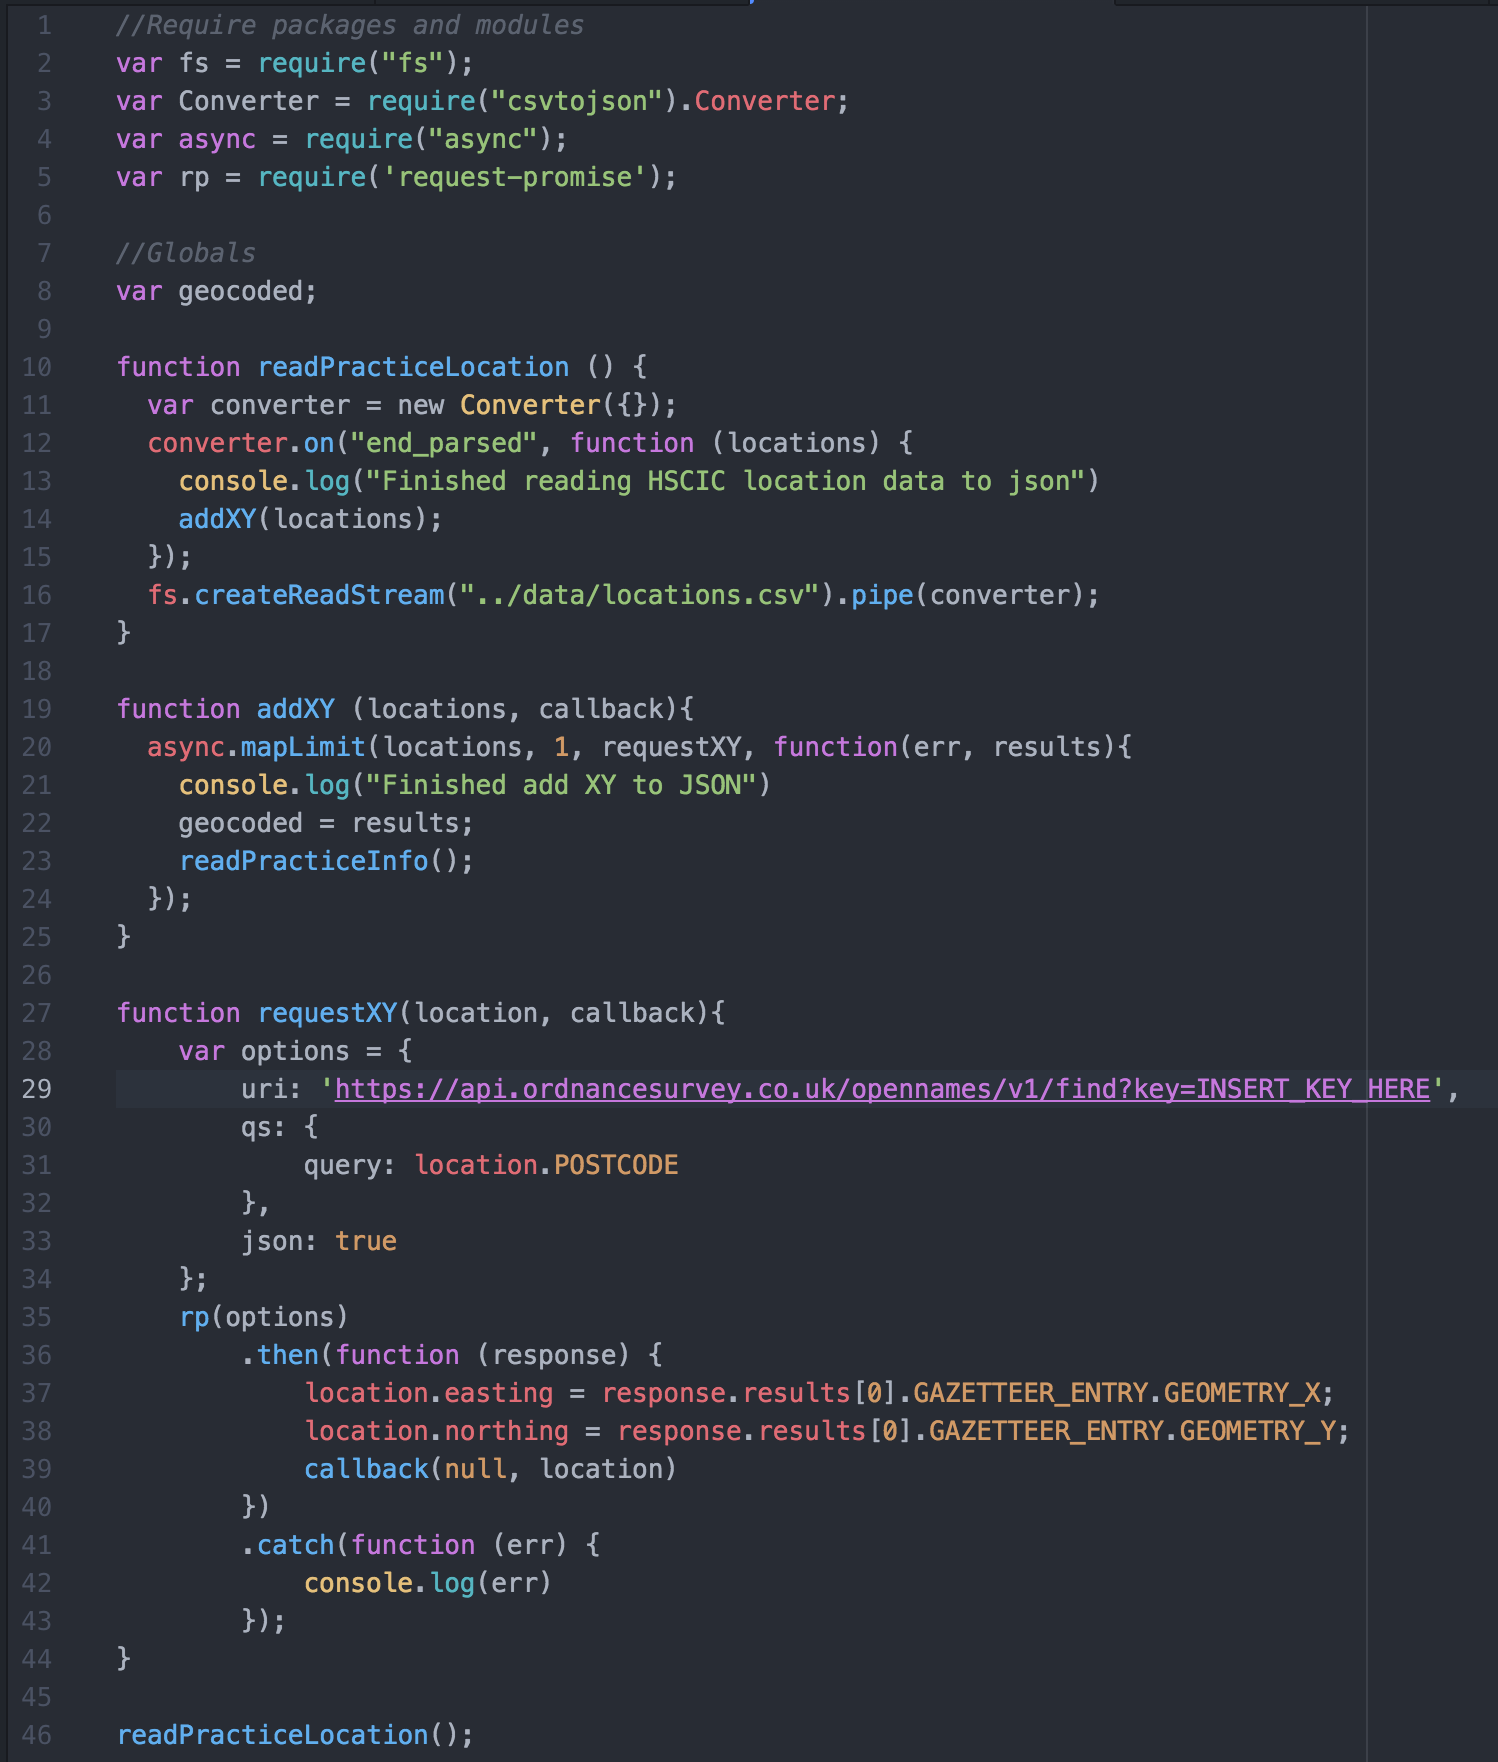 1 //Require packages and modules
2 var fs = require("fs");
3 var Converter = require("csvtojson").Converter;
4 var async = require("async");
5 var rp = require('request-promise');
6
7 //Globals
8 var geocoded;
9
10 function readPracticeLocation () {
11   var converter = new Converter({});
12   converter.on("end_parsed", function (locations) {
13     console.log("Finished reading HSCIC location data to json")
14     addXY(locations);
15   });
16   fs.createReadStream("../data/locations.csv").pipe(converter);
17 }
18
19 function addXY (locations, callback){
20   async.mapLimit(locations, 1, requestXY, function(err, results){
21     console.log("Finished add XY to JSON")
22     geocoded = results;
23     readPracticeInfo();
24   });
25 }
26
27 function requestXY(location, callback){
28     var options = {
29         uri: 'https://api.ordnancesurvey.co.uk/opennames/v1/find?key=INSERT_KEY_HERE',
30         qs: {
31             query: location.POSTCODE
32         },
33         json: true
34     };
35     rp(options)
36         .then(function (response) {
37             location.easting = response.results[0].GAZETTEER_ENTRY.GEOMETRY_X;
38             location.northing = response.results[0].GAZETTEER_ENTRY.GEOMETRY_Y;
39             callback(null, location)
40         })
41         .catch(function (err) {
42             console.log(err)
43         });
44 }
45
46 readPracticeLocation();